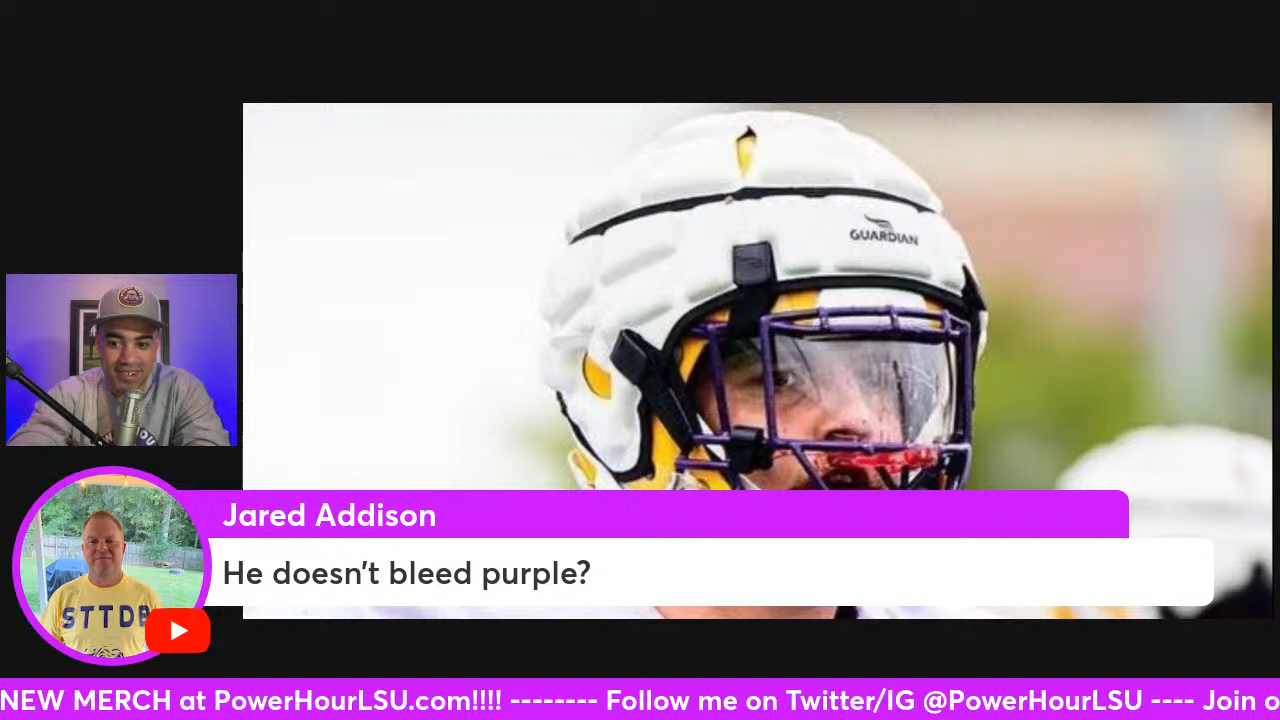 GUARDIAN
Jared Addison
He doesn't bleed purple?
STTDB
NEW MERCH at PowerHourLSU.com!!!! -------- Follow me on Twitter/IG @PowerHourLSU ---- Join o